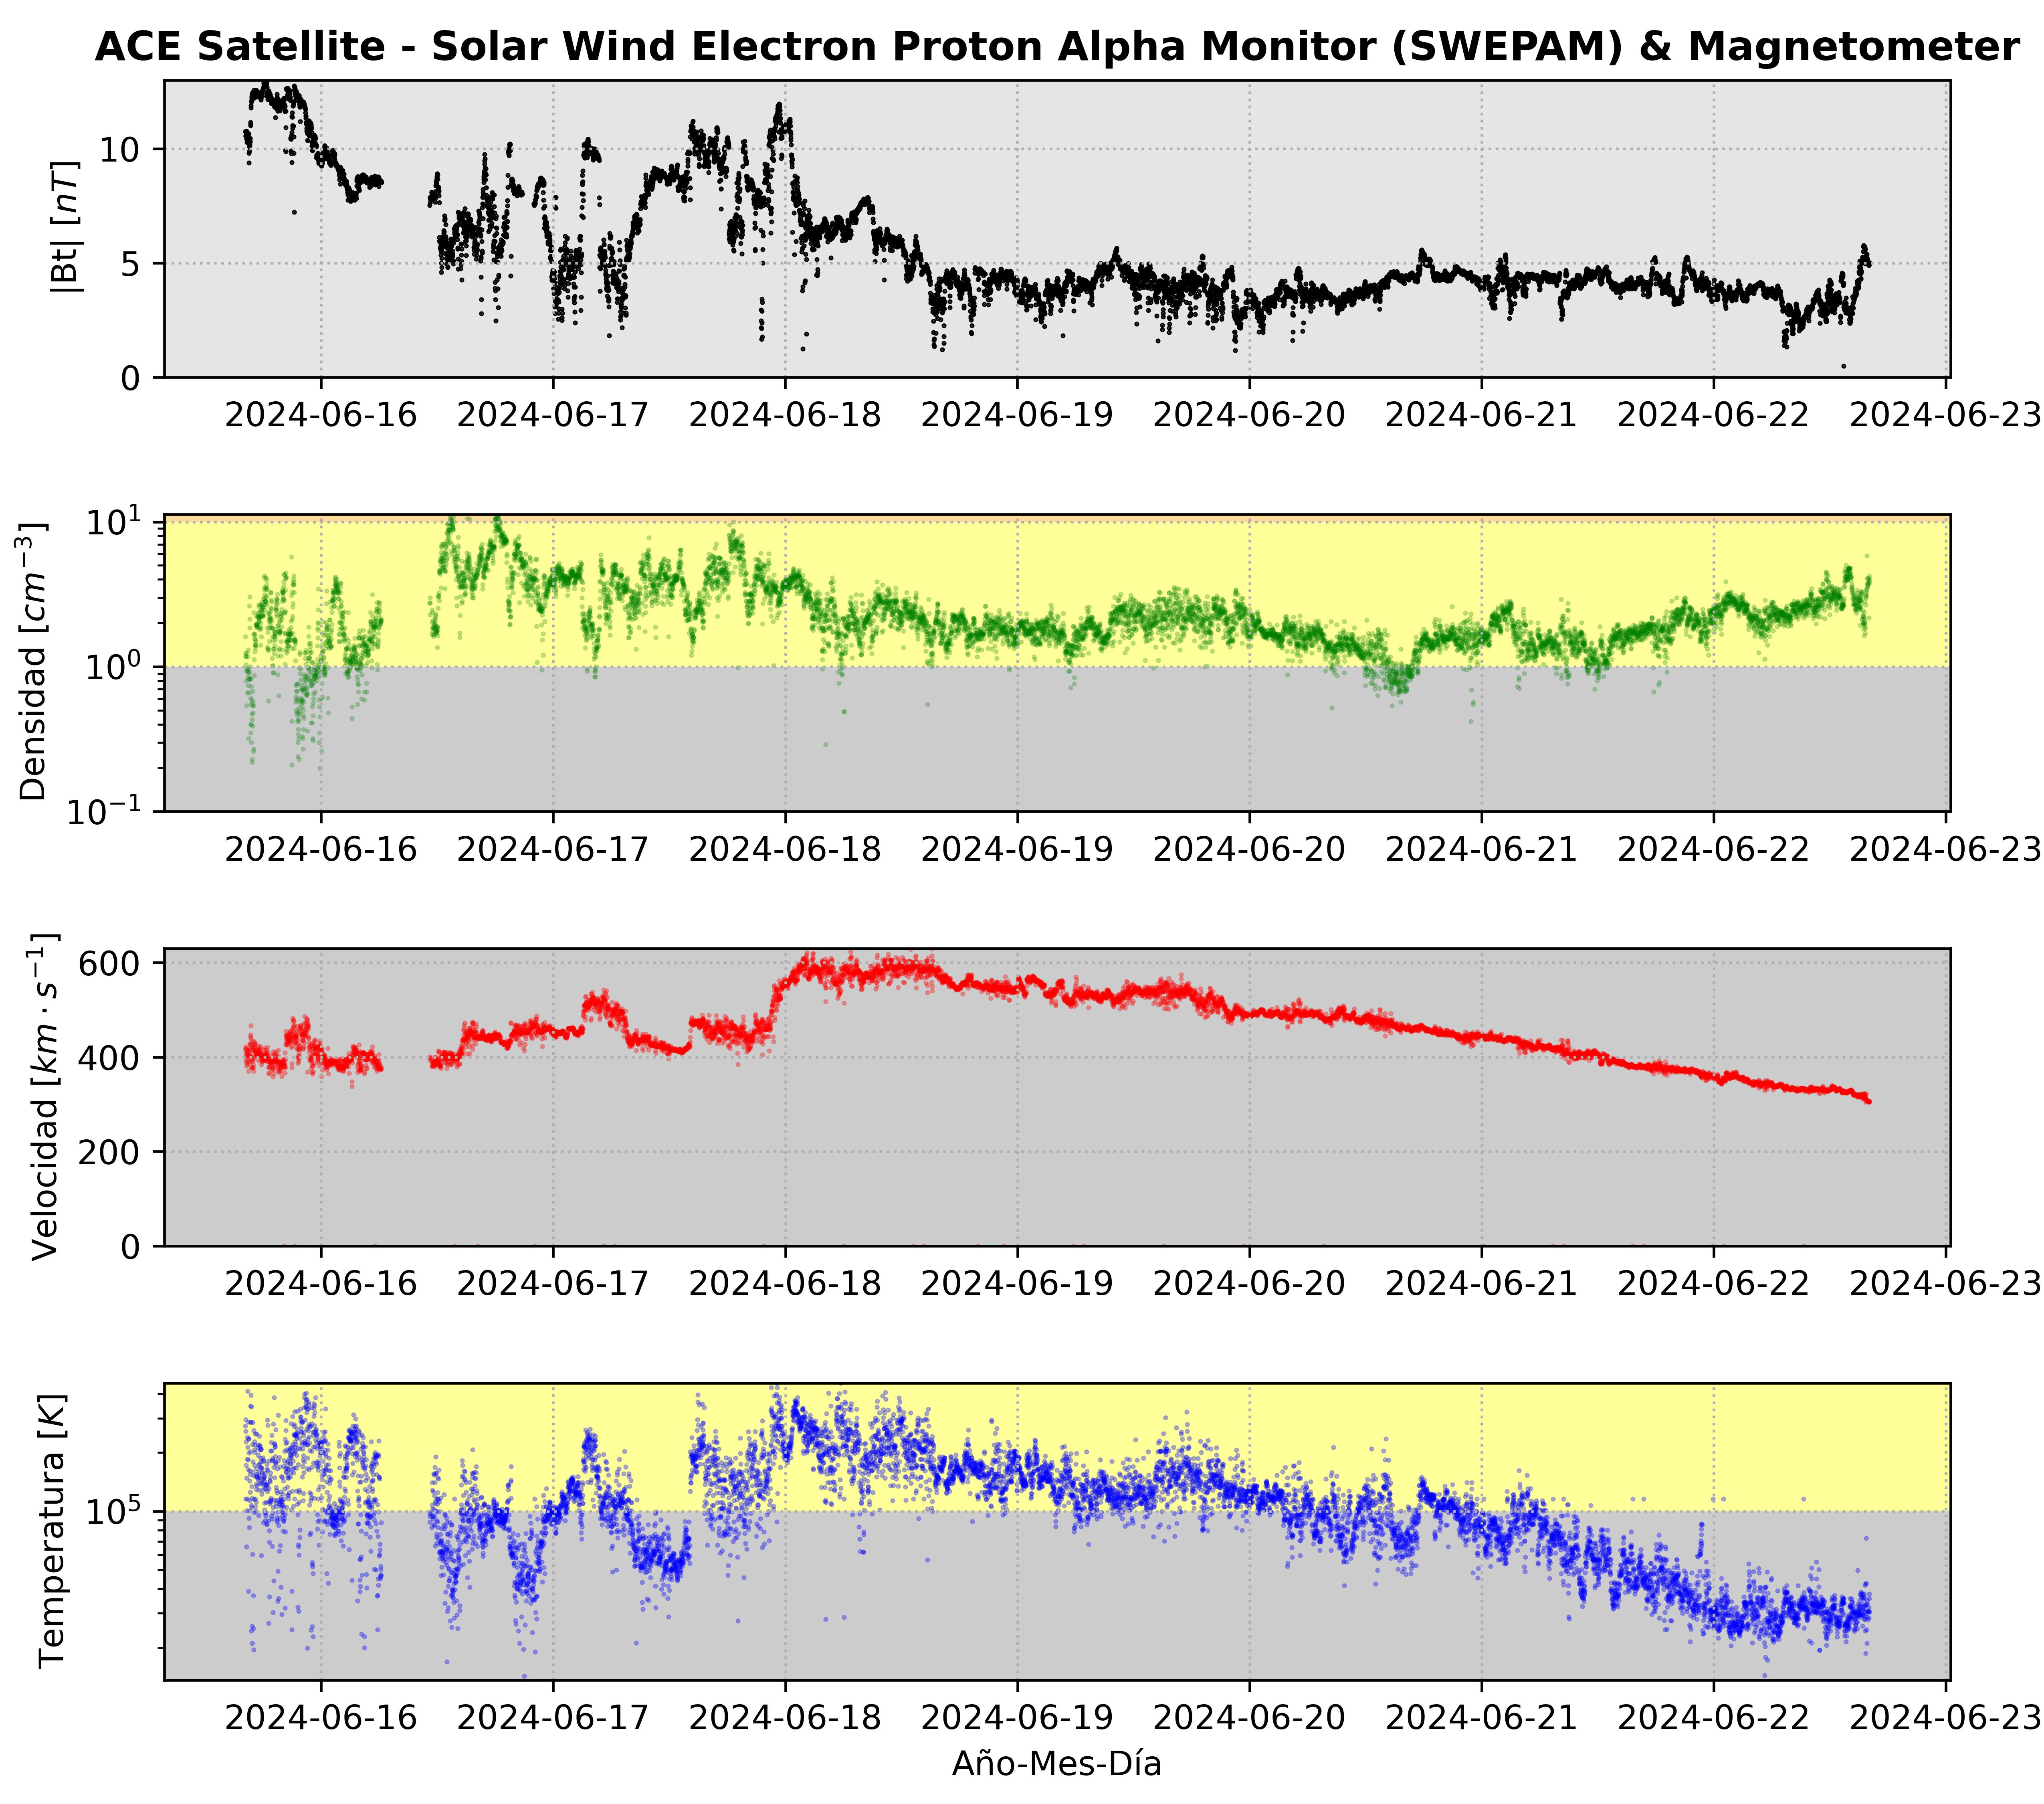 ACE Satellite - Solar Wind Electron Proton Alpha Monitor (SWEPAM) & Magnetometer
|Bt| [nT]
10
5
0
2024-06-16 2024-06-17 2024-06-18 2024-06-19 2024-06-20 2024-06-21 2024-06-22 2024-06-23
Densidad [cm⁻³]
10¹
10⁰
10⁻¹
2024-06-16 2024-06-17 2024-06-18 2024-06-19 2024-06-20 2024-06-21 2024-06-22 2024-06-23
Velocidad [km · s⁻¹]
600
400
200
0
2024-06-16 2024-06-17 2024-06-18 2024-06-19 2024-06-20 2024-06-21 2024-06-22 2024-06-23
Temperatura [K]
10⁵
2024-06-16 2024-06-17 2024-06-18 2024-06-19 2024-06-20 2024-06-21 2024-06-22 2024-06-23
Año-Mes-Día